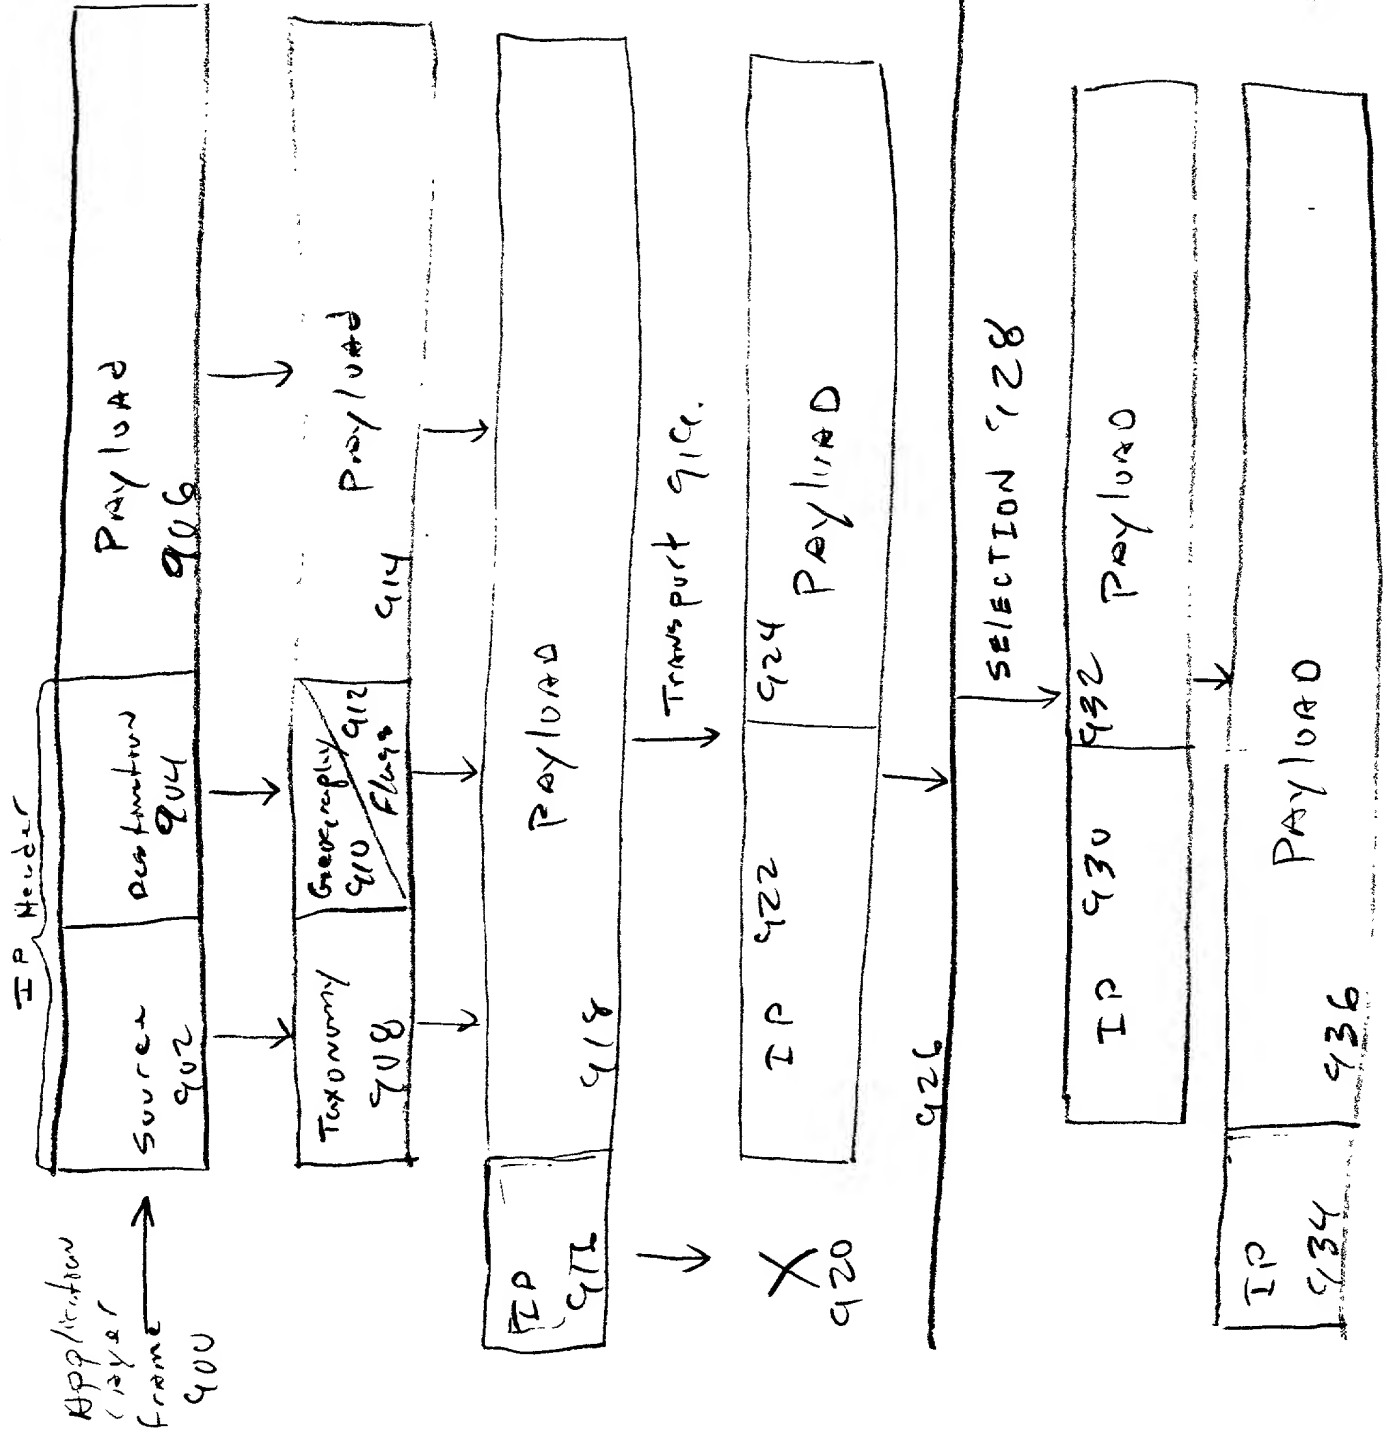 Application
Layer
frame
900
IP Header
Source
902
Destination
904
Payload
906
Taxonomy
908
Geography
910
912
Flags
914
Payload
IP
918
PAYLOAD
Transport 919.
X
920
IP 922
924
PAYLOAD
926
SELECTION 928
IP 930
932
PAYLOAD
IP
934
936
PAYLOAD